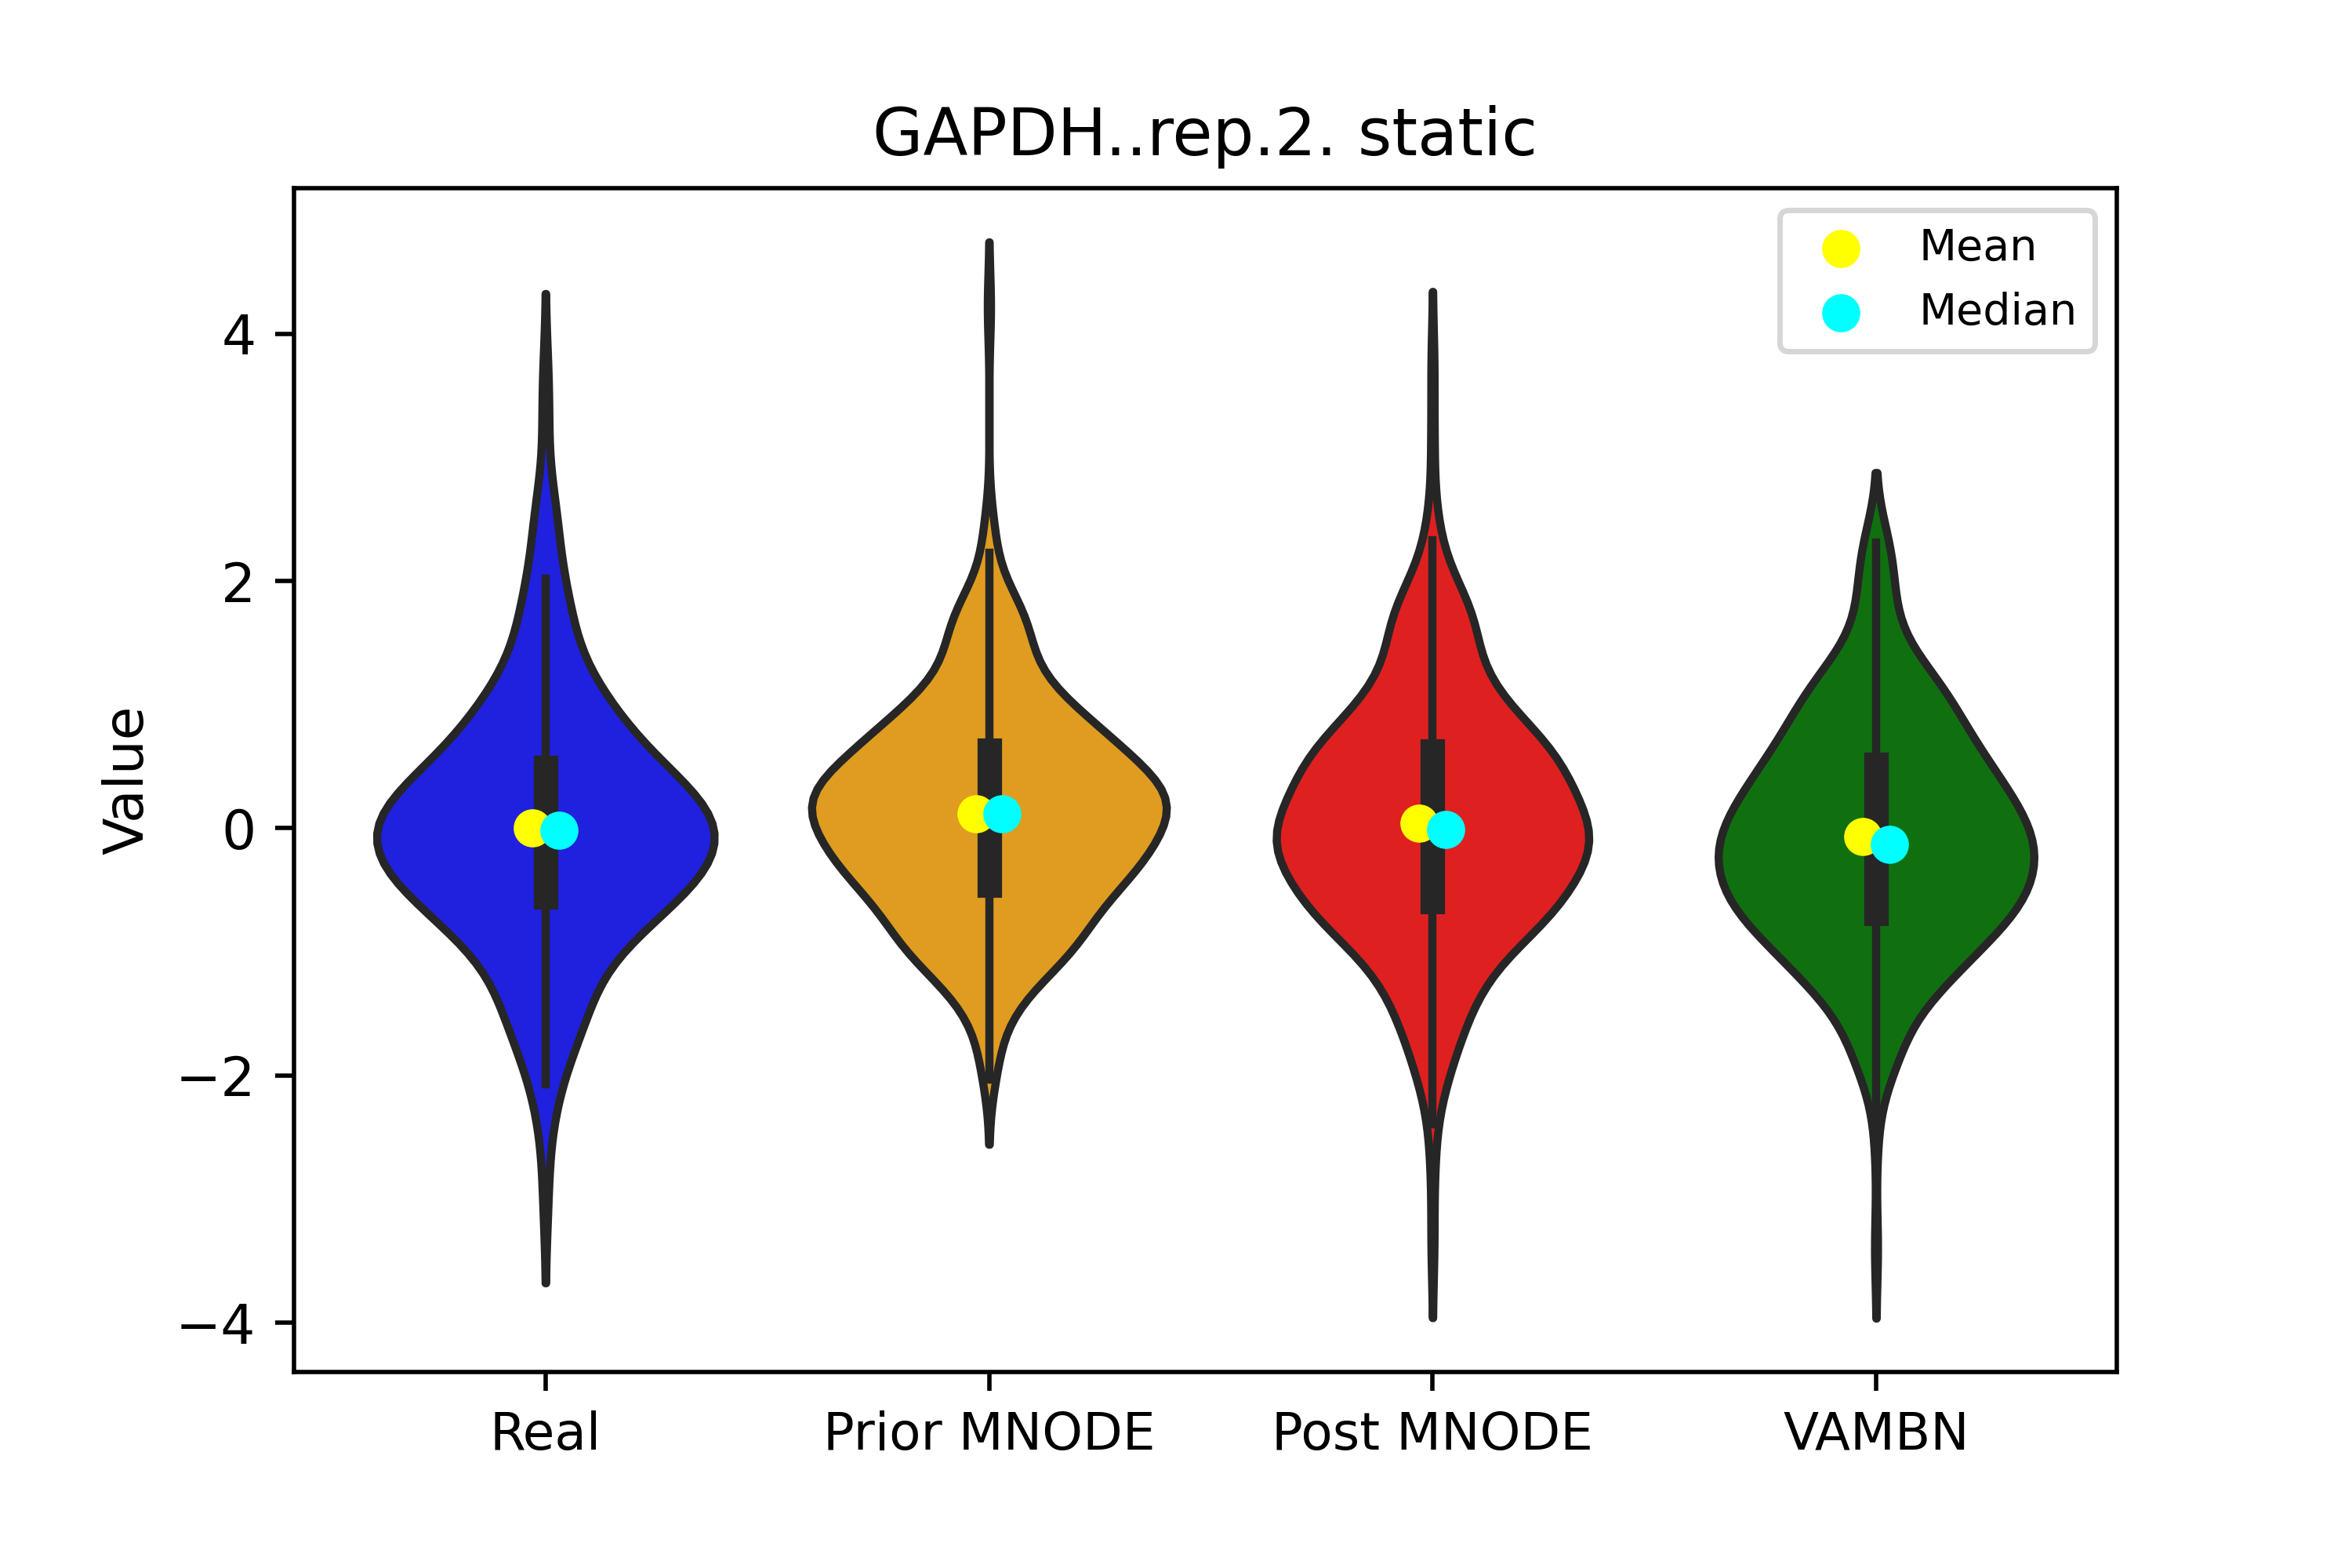 GAPDH..rep.2. static
Mean
Median
Value
4
2
0
−2
−4
Real
Prior MNODE
Post MNODE
VAMBN